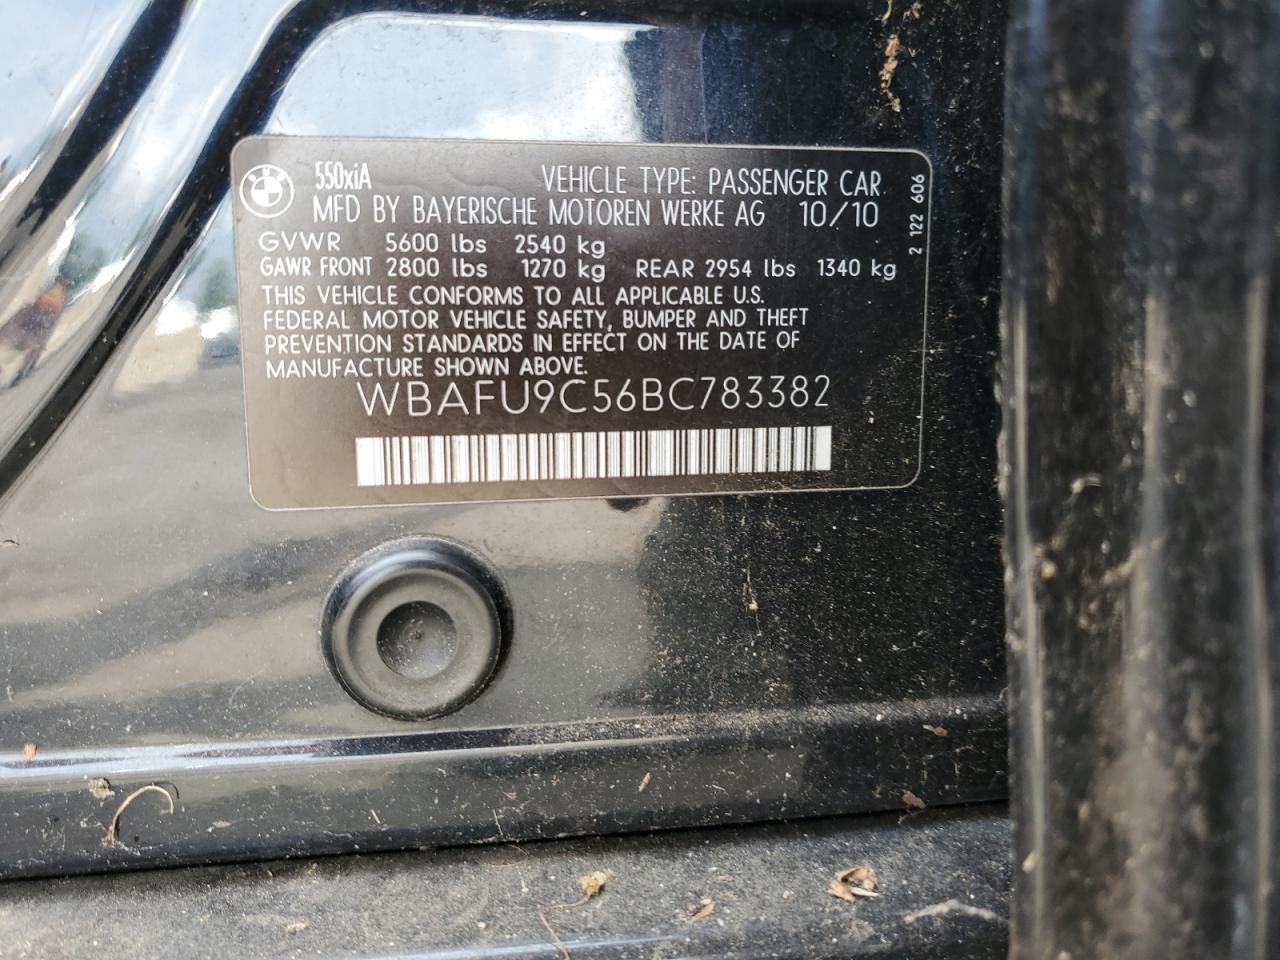 550xiA VEHICLE TYPE: PASSENGER CAR
MFD BY BAYERISCHE MOTOREN WERKE AG 10/10
GVWR 5600 lbs 2540 kg
GAWR FRONT 2800 lbs 1270 kg REAR 2954 lbs 1340 kg
THIS VEHICLE CONFORMS TO ALL APPLICABLE U.S.
FEDERAL MOTOR VEHICLE SAFETY, BUMPER AND THEFT
PREVENTION STANDARDS IN EFFECT ON THE DATE OF
MANUFACTURE SHOWN ABOVE.
WBAFU9C56BC783382
2 122 606